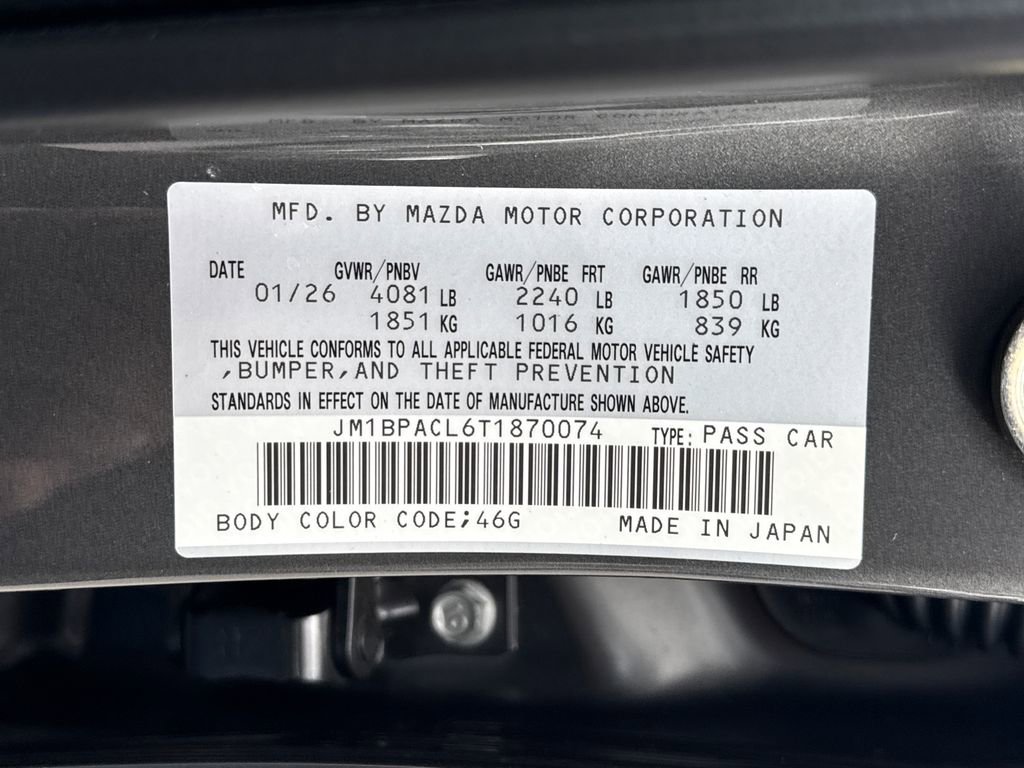 MFD. BY MAZDA MOTOR CORPORATION
DATE GVWR/PNBV GAWR/PNBE FRT GAWR/PNBE RR
01/26 4081 LB 2240 LB 1850 LB
1851 KG 1016 KG 839 KG
THIS VEHICLE CONFORMS TO ALL APPLICABLE FEDERAL MOTOR VEHICLE SAFETY
,BUMPER,AND THEFT PREVENTION
STANDARDS IN EFFECT ON THE DATE OF MANUFACTURE SHOWN ABOVE.
JM1BPACL6T1870074 TYPE: PASS CAR
BODY COLOR CODE;46G MADE IN JAPAN